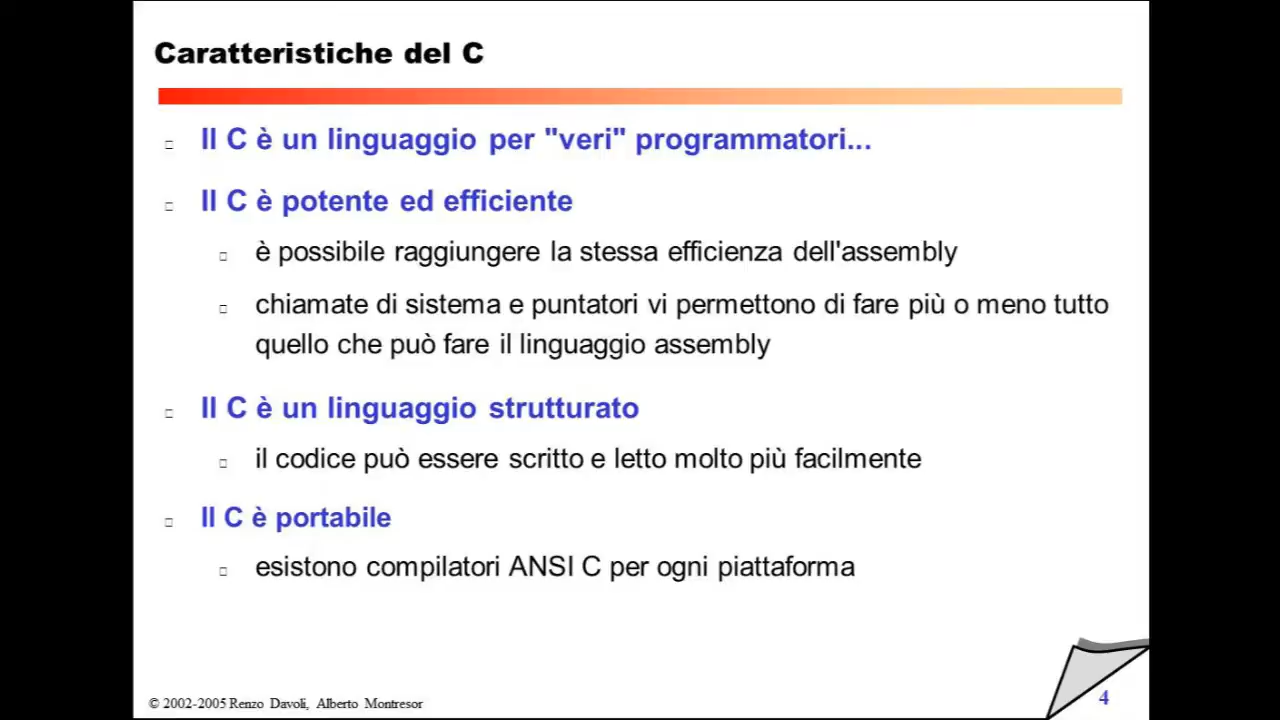 Caratteristiche del C
Il C è un linguaggio per "veri" programmatori...
Il C è potente ed efficiente
è possibile raggiungere la stessa efficienza dell'assembly
chiamate di sistema e puntatori vi permettono di fare più o meno tutto
quello che può fare il linguaggio assembly
Il C è un linguaggio strutturato
il codice può essere scritto e letto molto più facilmente
Il C è portabile
esistono compilatori ANSI C per ogni piattaforma
© 2002-2005 Renzo Davoli, Alberto Montresor
4